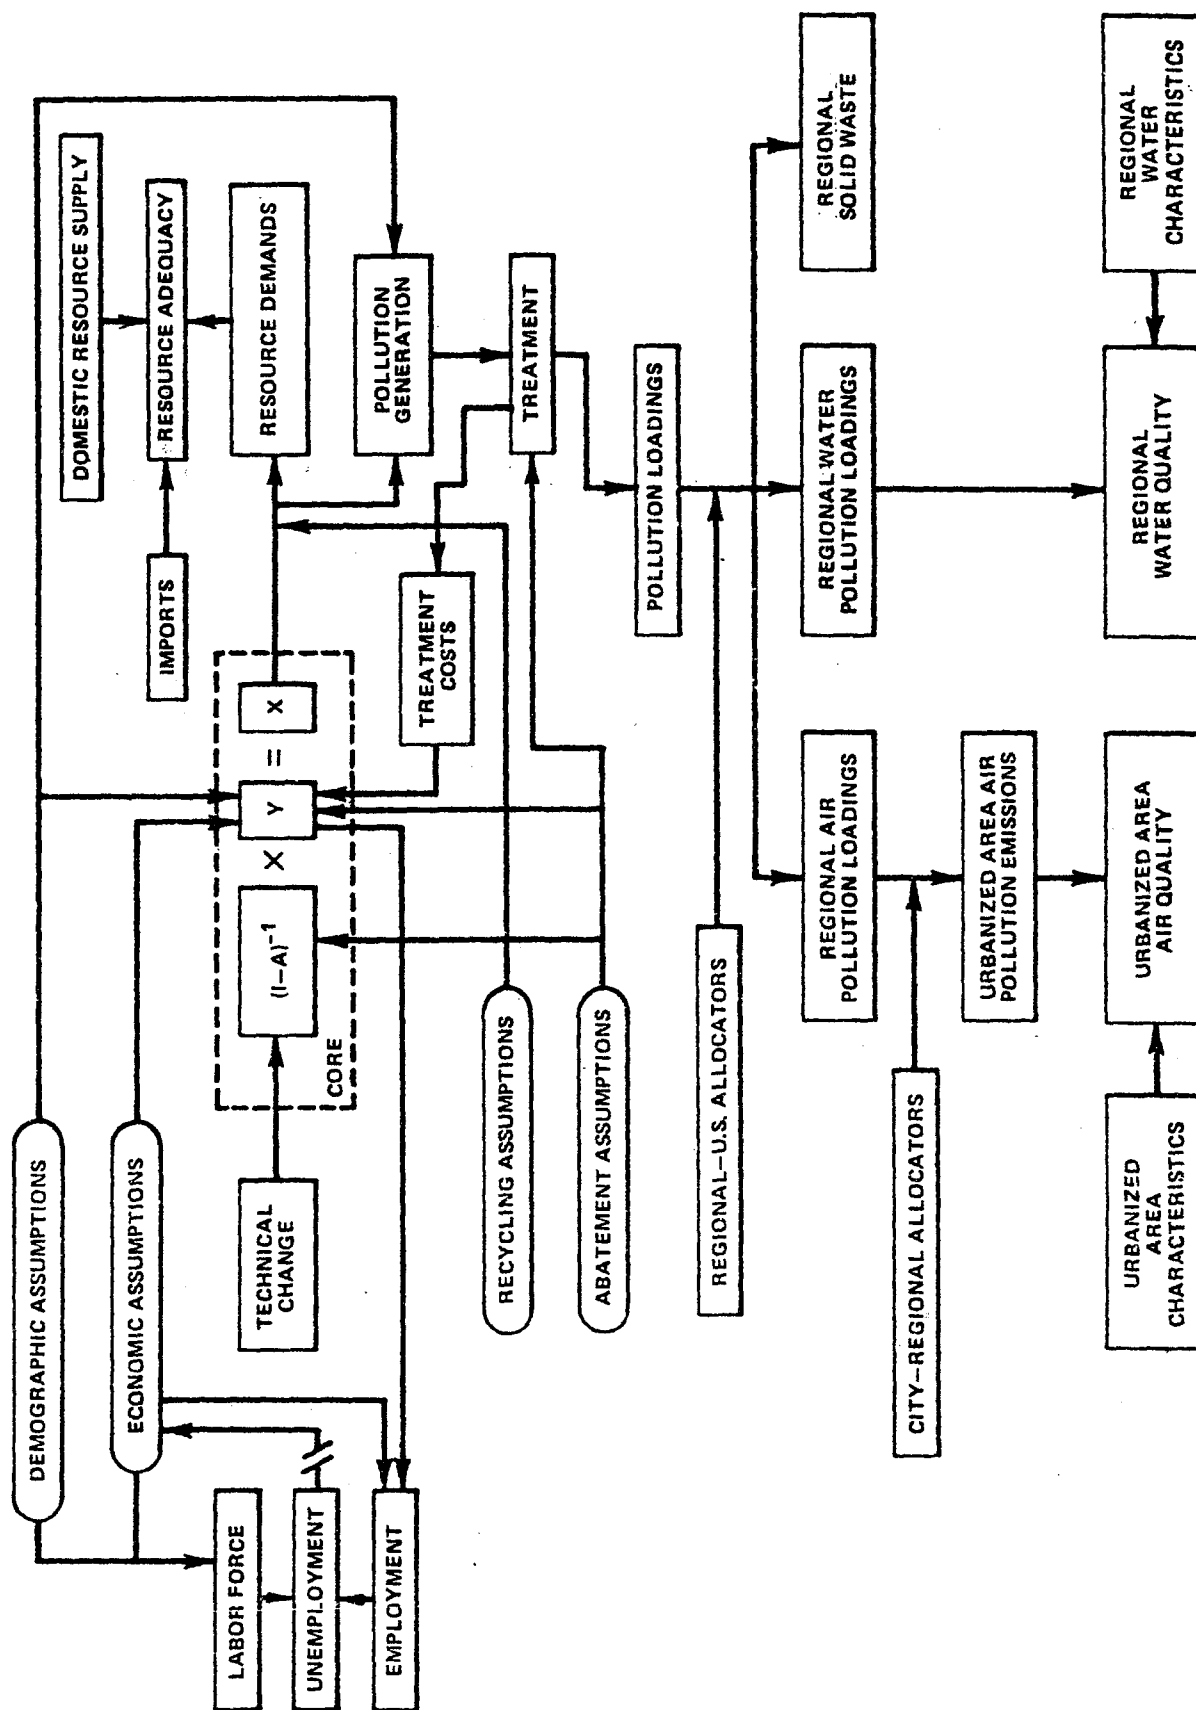 DEMOGRAPHIC ASSUMPTIONS
ECONOMIC ASSUMPTIONS
LABOR FORCE
UNEMPLOYMENT
EMPLOYMENT
TECHNICAL
CHANGE
(I–A)⁻¹
X
Y
=
X
CORE
IMPORTS
DOMESTIC RESOURCE SUPPLY
RESOURCE ADEQUACY
RESOURCE DEMANDS
POLLUTION
GENERATION
TREATMENT
COSTS
TREATMENT
RECYCLING ASSUMPTIONS
ABATEMENT ASSUMPTIONS
POLLUTION LOADINGS
REGIONAL–U.S. ALLOCATORS
REGIONAL AIR
POLLUTION LOADINGS
REGIONAL WATER
POLLUTION LOADINGS
REGIONAL
SOLID WASTE
CITY–REGIONAL ALLOCATORS
URBANIZED AREA AIR
POLLUTION EMISSIONS
URBANIZED
AREA
CHARACTERISTICS
URBANIZED AREA
AIR QUALITY
REGIONAL
WATER QUALITY
REGIONAL
WATER
CHARACTERISTICS